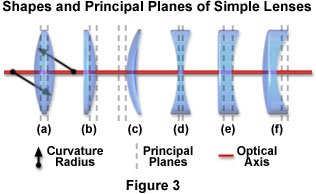 Shapes and Principal Planes of Simple Lenses
(a) (b) (c) (d) (e) (f)
Curvature Radius
Principal Planes
Optical Axis
Figure 3